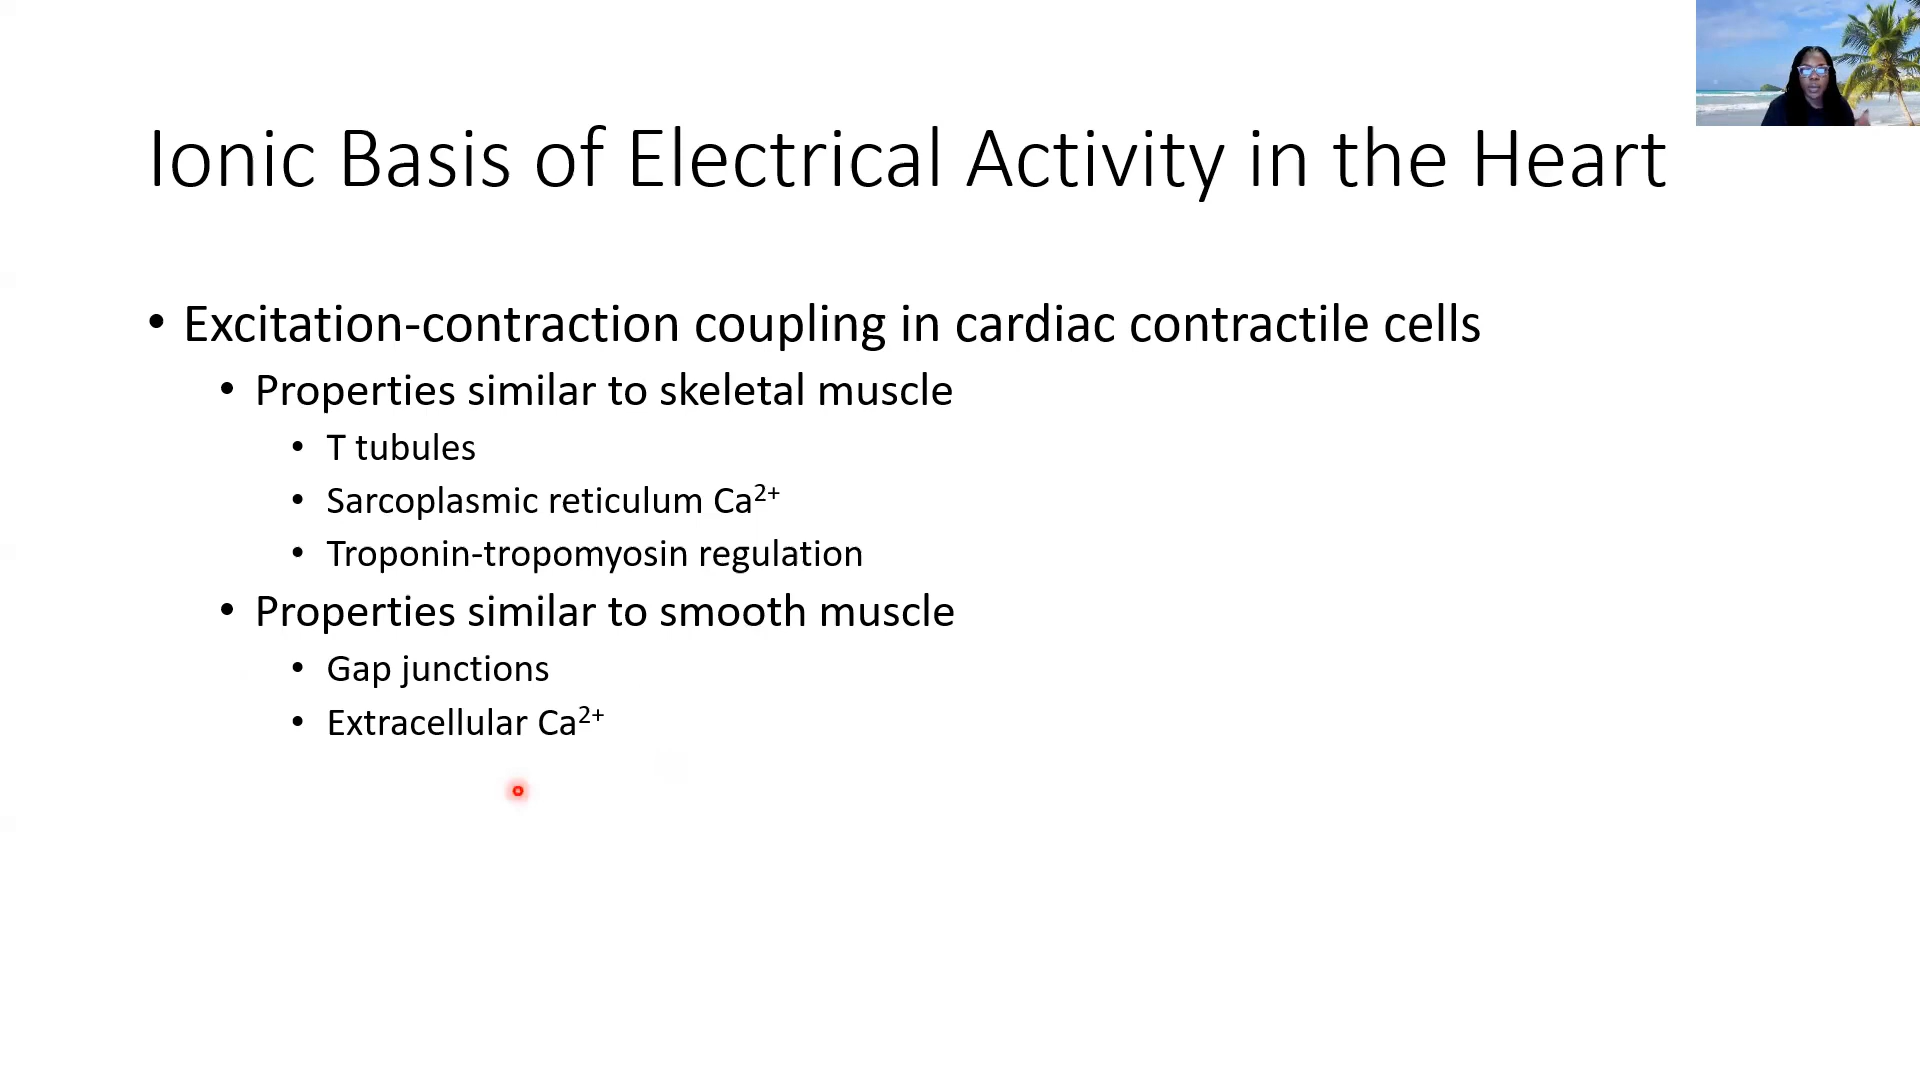 Ionic Basis of Electrical Activity in the Heart
• Excitation-contraction coupling in cardiac contractile cells
• Properties similar to skeletal muscle
• T tubules
• Sarcoplasmic reticulum Ca²⁺
• Troponin-tropomyosin regulation
• Properties similar to smooth muscle
• Gap junctions
• Extracellular Ca²⁺